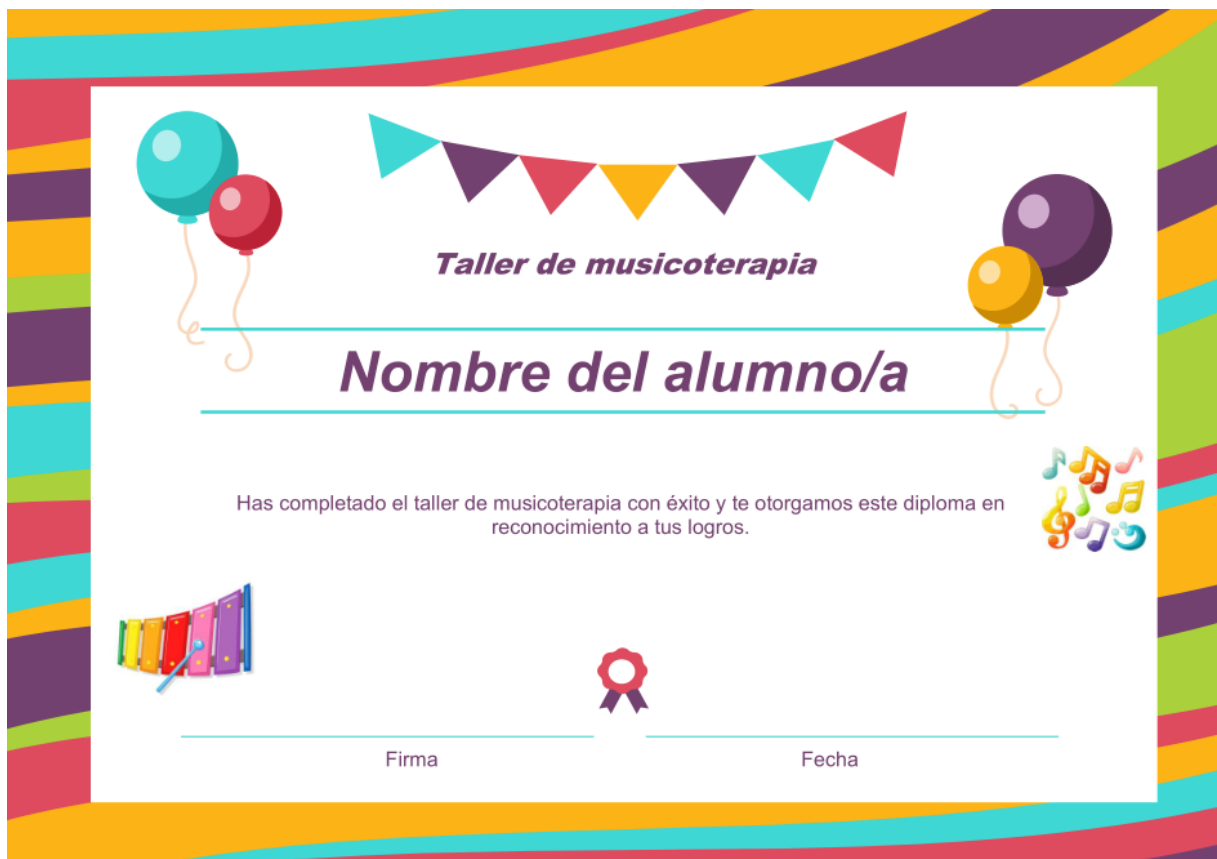 Taller de musicoterapia
Nombre del alumno/a
Has completado el taller de musicoterapia con éxito y te otorgamos este diploma en
reconocimiento a tus logros.
Firma
Fecha